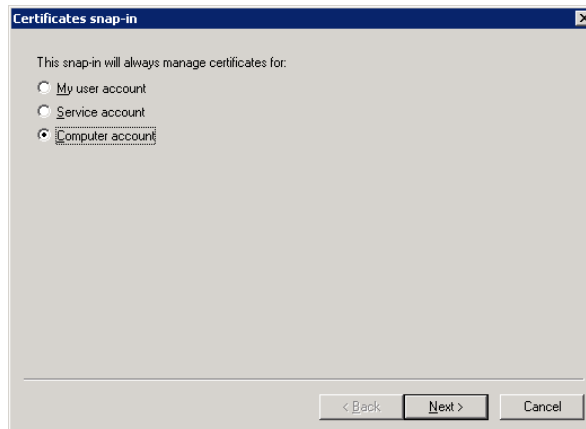 Certificates snap-in
This snap-in will always manage certificates for:
My user account
Service account
Computer account
< Back Next > Cancel